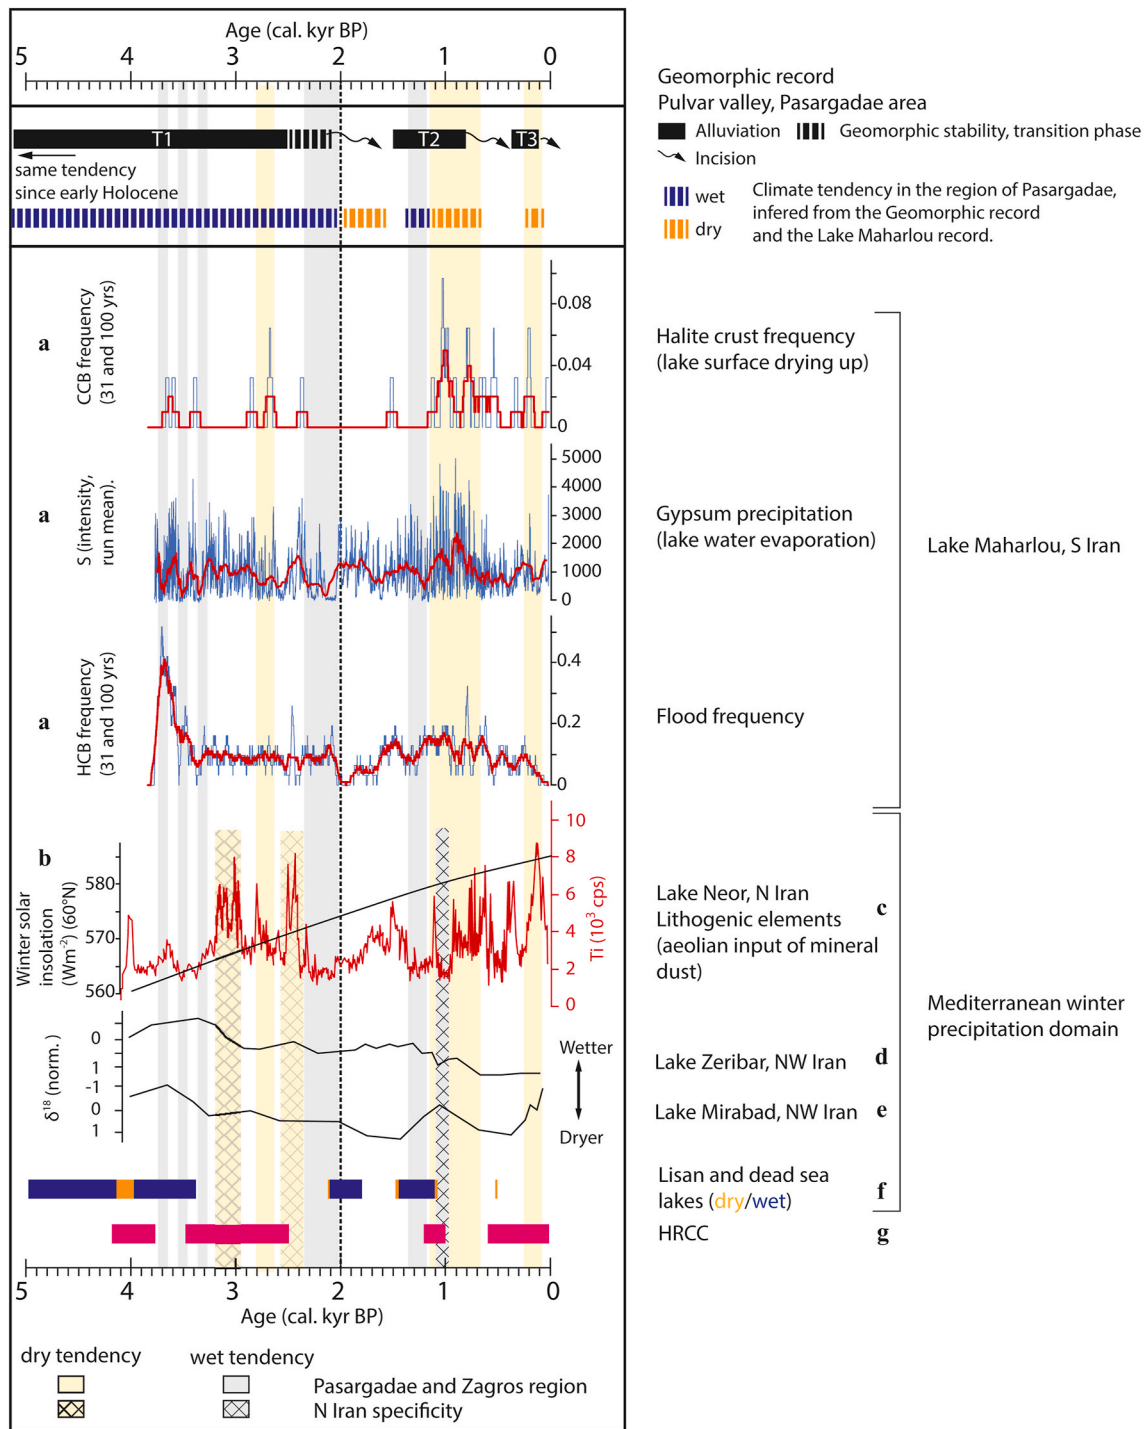 Age (cal. kyr BP)
5 4 3 2 1 0
Geomorphic record
Pulvar valley, Pasargadae area
Alluviation Geomorphic stability, transition phase
Incision
T1 T2 T3
same tendency
since early Holocene
wet
dry
Climate tendency in the region of Pasargadae,
infered from the Geomorphic record
and the Lake Maharlou record.
a
CCB frequency
(31 and 100 yrs)
0.08
0.04
0
Halite crust frequency
(lake surface drying up)
a
S (intensity,
run mean).
5000
4000
3000
2000
1000
0
Gypsum precipitation
(lake water evaporation)
Lake Maharlou, S Iran
a
HCB frequency
(31 and 100 yrs)
0.4
0.2
0
Flood frequency
b
Winter solar
insolation
(Wm-2) (60°N)
580
570
560
10
8
6
4
2
0
Ti (10³ cps)
Lake Neor, N Iran
Lithogenic elements
(aeolian input of mineral
dust)
c
Mediterranean winter
precipitation domain
δ18 (norm.)
0
1
-1
0
1
Wetter
Dryer
Lake Zeribar, NW Iran d
Lake Mirabad, NW Iran e
Lisan and dead sea
lakes (dry/wet) f
HRCC g
5 4 3 2 1 0
Age (cal. kyr BP)
dry tendency wet tendency
Pasargadae and Zagros region
N Iran specificity